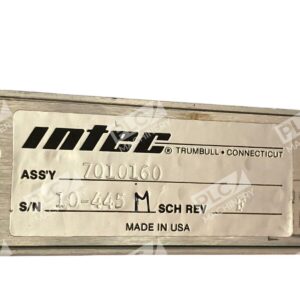 intec® TRUMBULL • CONNECTICUT
ASS'Y 7010160
S/N 10-445 M SCH REV
MADE IN USA